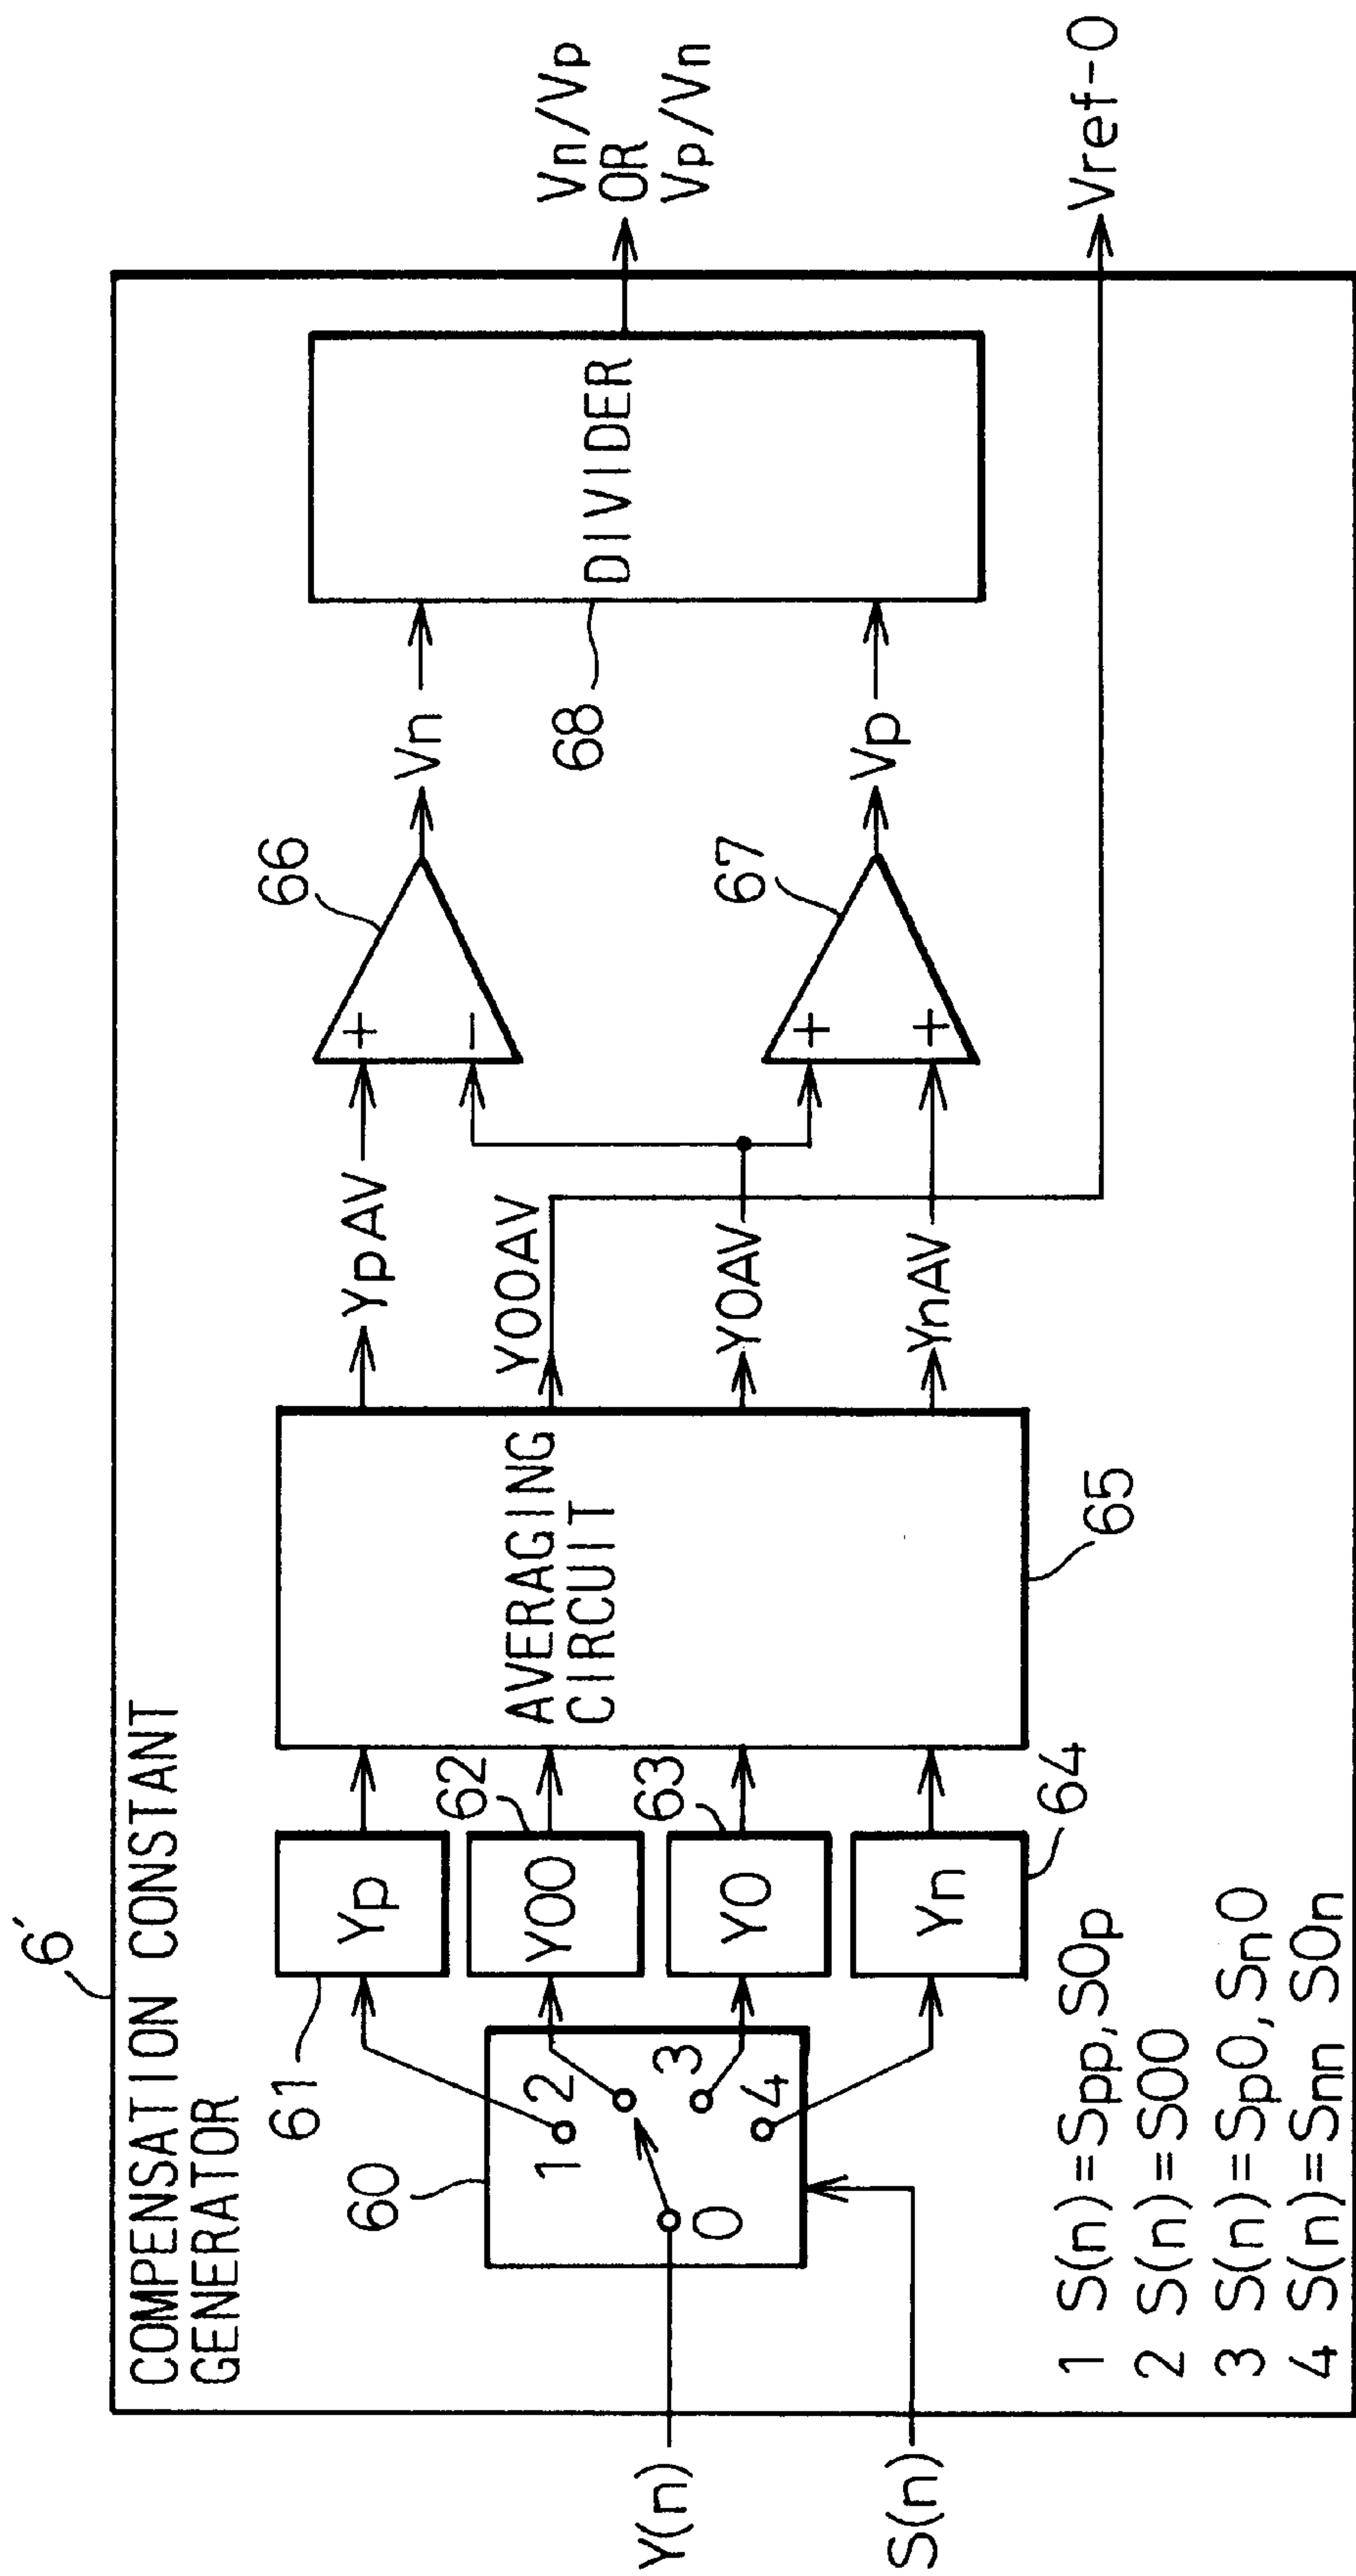 6'
COMPENSATION CONSTANT
GENERATOR
Y(n)
S(n)
60
0
1
2
3
4
61
Yp
62
Y00
63
Y0
64
Yn
AVERAGING
CIRCUIT
65
YpAV
Y00AV
Y0AV
YnAV
66
+
−
67
+
+
Vn
Vp
68
DIVIDER
Vn/Vp
OR
Vp/Vn
Vref-0
1 S(n)=Spp, S0p
2 S(n)=S00
3 S(n)=Sp0, Sn0
4 S(n)=Snn S0n